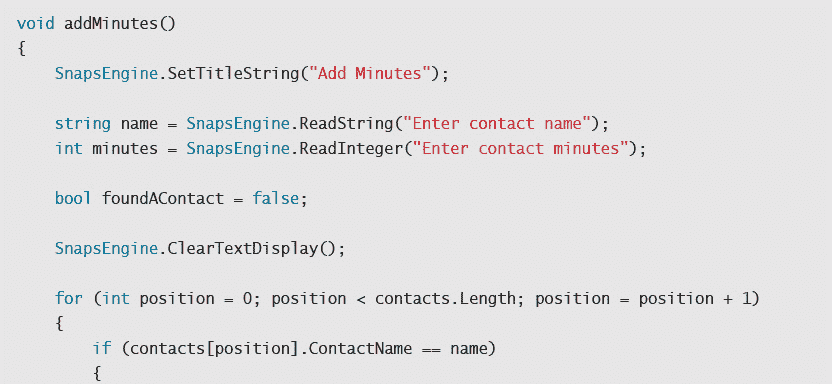 void addMinutes()
{
    SnapsEngine.SetTitleString("Add Minutes");
    string name = SnapsEngine.ReadString("Enter contact name");
    int minutes = SnapsEngine.ReadInteger("Enter contact minutes");
    bool foundAContact = false;
    SnapsEngine.ClearTextDisplay();
    for (int position = 0; position < contacts.Length; position = position + 1)
    {
        if (contacts[position].ContactName == name)
        {